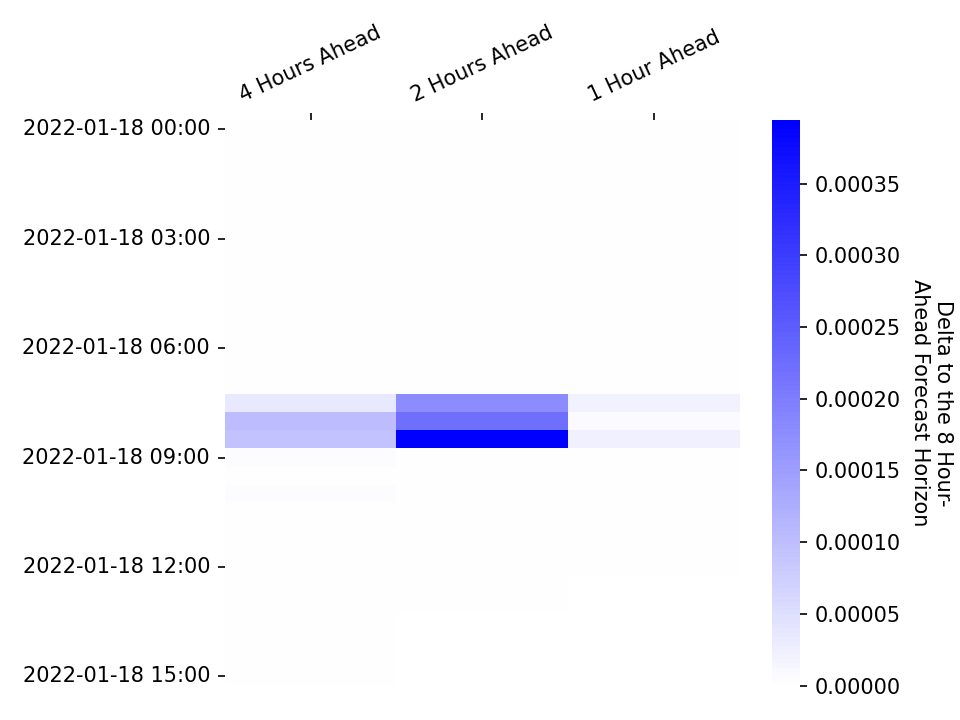 4 Hours Ahead
2 Hours Ahead
1 Hour Ahead
2022-01-18 00:00
2022-01-18 03:00
2022-01-18 06:00
2022-01-18 09:00
2022-01-18 12:00
2022-01-18 15:00
0.00035
0.00030
0.00025
0.00020
0.00015
0.00010
0.00005
0.00000
Delta to the 8 Hour-
Ahead Forecast Horizon